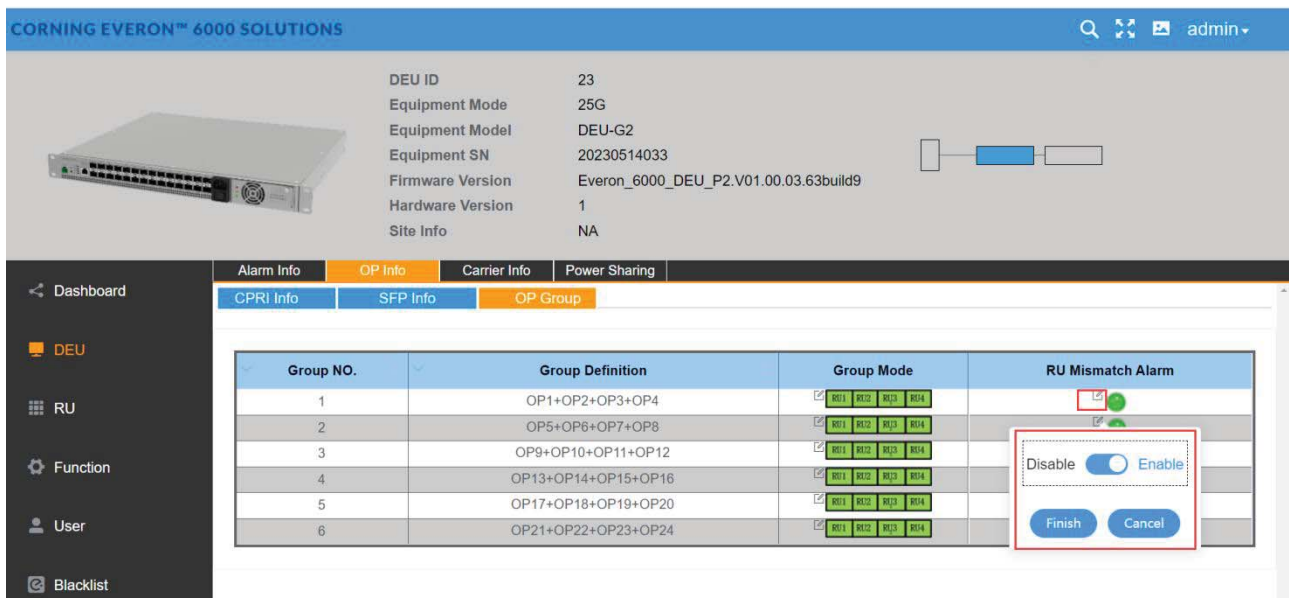 CORNING EVERON™ 6000 SOLUTIONS
admin
DEU ID 23
Equipment Mode 25G
Equipment Model DEU-G2
Equipment SN 20230514033
Firmware Version Everon_6000_DEU_P2.V01.00.03.63build9
Hardware Version 1
Site Info NA
Alarm Info OP Info Carrier Info Power Sharing
CPRI Info SFP Info OP Group
Dashboard
DEU
RU
Function
User
Blacklist
Group NO. Group Definition Group Mode RU Mismatch Alarm
1 OP1+OP2+OP3+OP4 RU1 RU2 RU3 RU4
2 OP5+OP6+OP7+OP8 RU1 RU2 RU3 RU4
3 OP9+OP10+OP11+OP12 RU1 RU2 RU3 RU4
4 OP13+OP14+OP15+OP16 RU1 RU2 RU3 RU4
5 OP17+OP18+OP19+OP20 RU1 RU2 RU3 RU4
6 OP21+OP22+OP23+OP24 RU1 RU2 RU3 RU4
Disable Enable
Finish Cancel